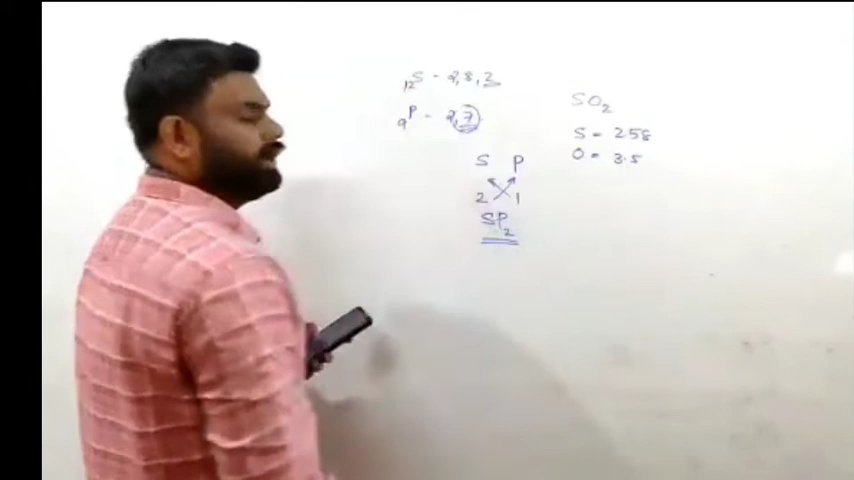 12S - 2,8,2
9P - 2,7
S P
2 1
SP2
SO2
S = 2.58
O = 3.5